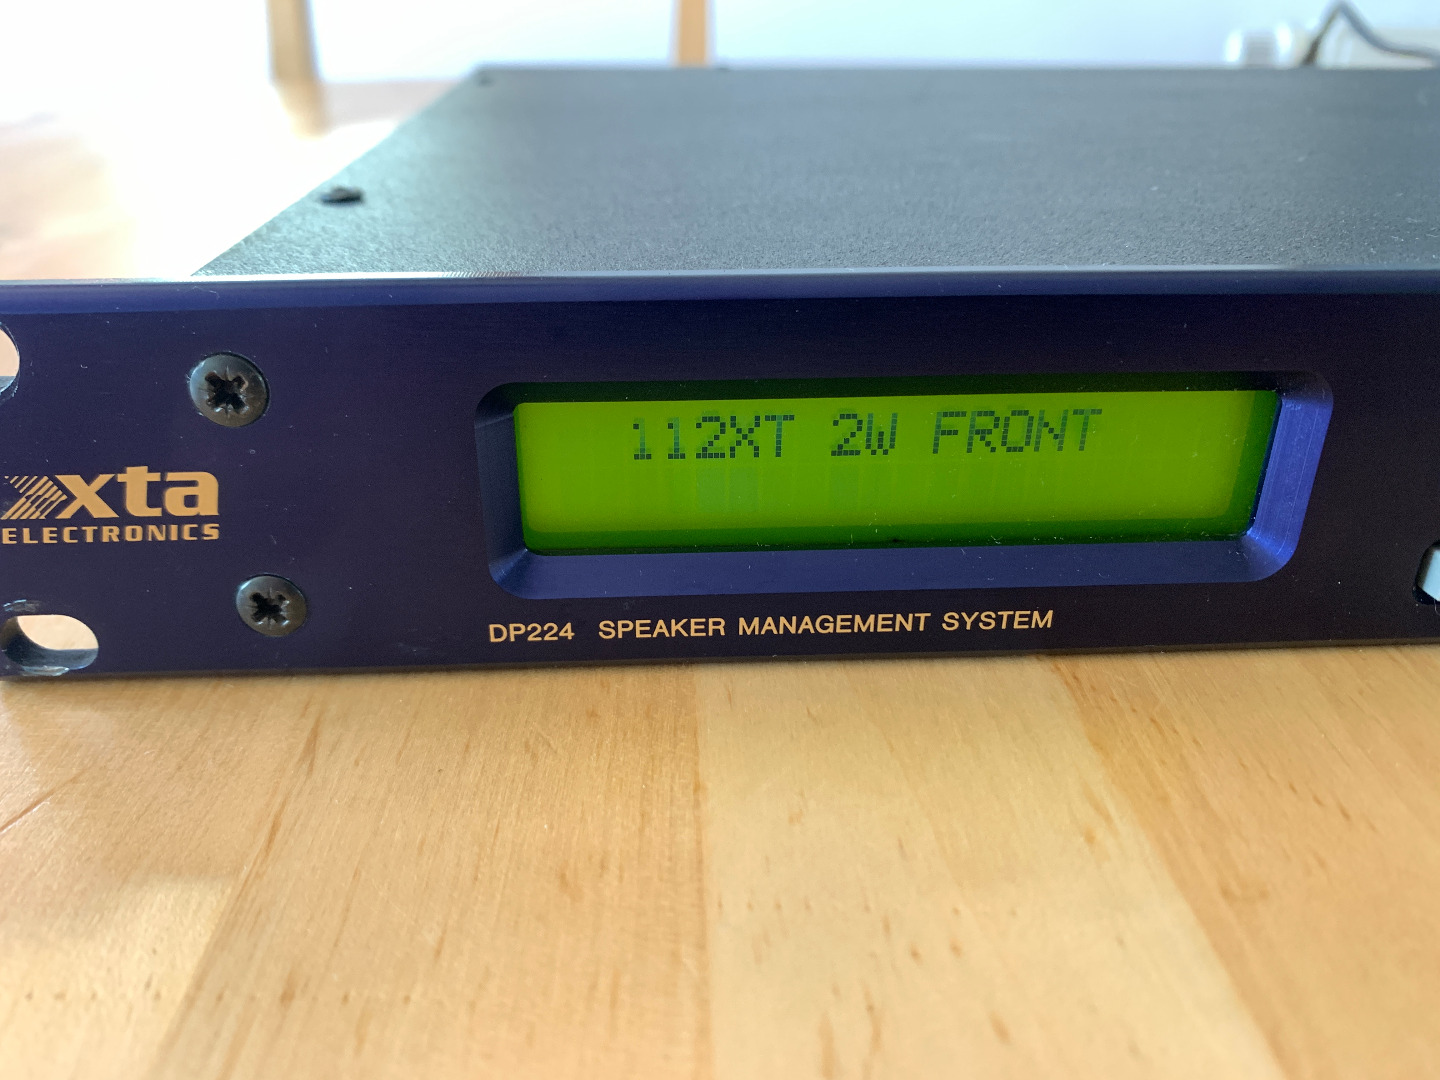 112XT 2W FRONT
xta
ELECTRONICS
DP224 SPEAKER MANAGEMENT SYSTEM